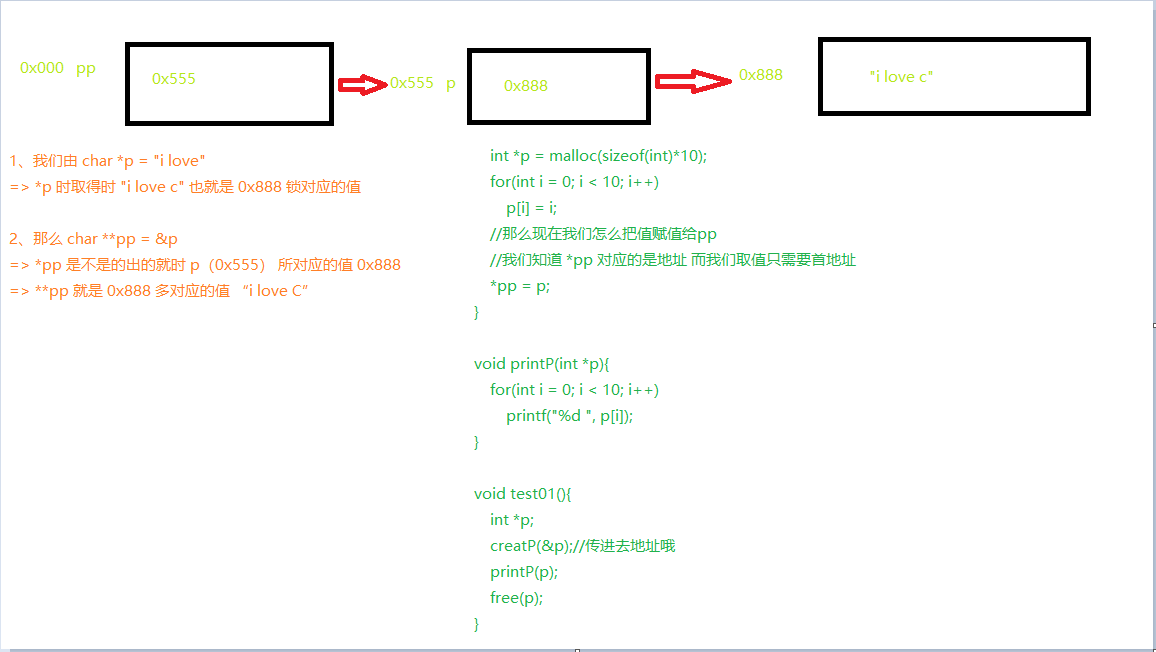 0x000 pp
0x555
0x555 p
0x888
0x888
"i love c"
1、我们由 char *p = "i love"
=> *p 时取得时 "i love c" 也就是 0x888 锁对应的值
2、那么 char **pp = &p
=> *pp 是不是的出的就时 p（0x555） 所对应的值 0x888
=> **pp 就是 0x888 多对应的值 “i love C”
int *p = malloc(sizeof(int)*10);
for(int i = 0; i < 10; i++)
p[i] = i;
//那么现在我们怎么把值赋值给pp
//我们知道 *pp 对应的是地址 而我们取值只需要首地址
*pp = p;
}
void printP(int *p){
for(int i = 0; i < 10; i++)
printf("%d ", p[i]);
}
void test01(){
int *p;
creatP(&p);//传进去地址哦
printP(p);
free(p);
}